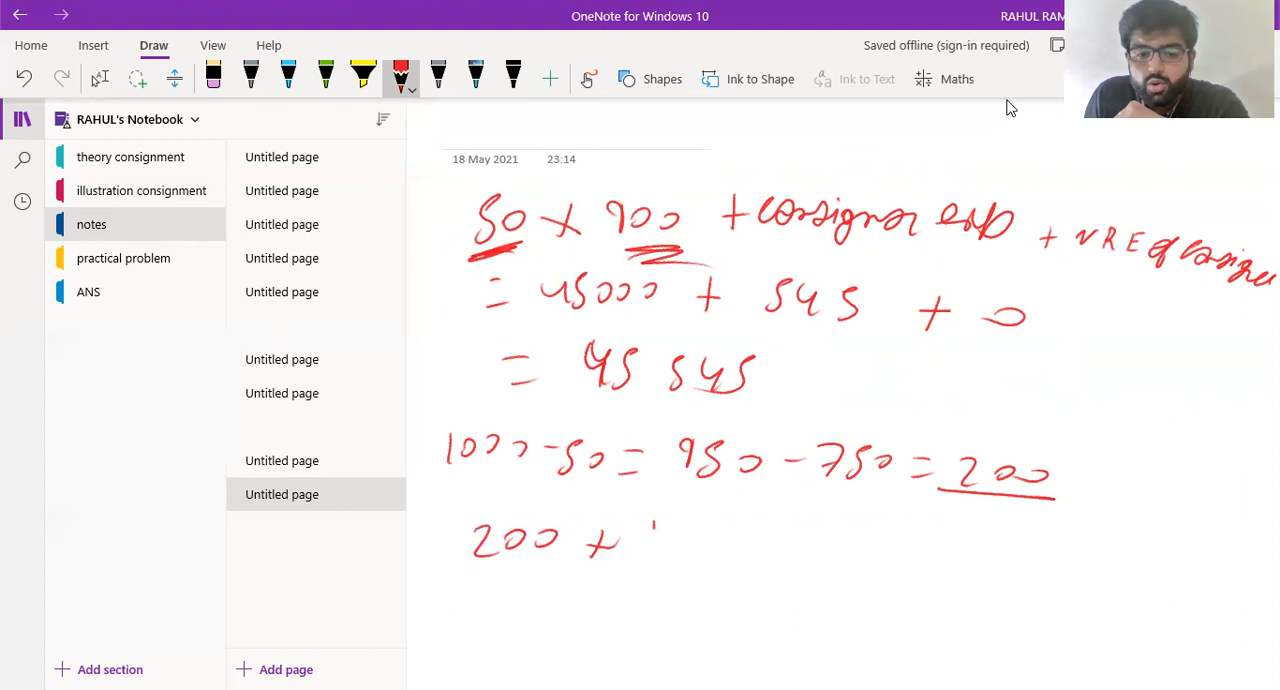 OneNote for Windows 10
RAHUL RAM
Home Insert Draw View Help
Saved offline (sign-in required)
Shapes Ink to Shape Ink to Text Maths
RAHUL's Notebook
theory consignment
illustration consignment
notes
practical problem
ANS
Untitled page
Untitled page
Untitled page
Untitled page
Untitled page
Untitled page
Untitled page
Untitled page
Untitled page
Add section
Add page
18 May 2021 23:14
50 × 900 + consignor exp + NRE of consignee
= 45000 + 545 + 0
= 45 545
1000 - 50 = 950 - 750 = 200
200 ×